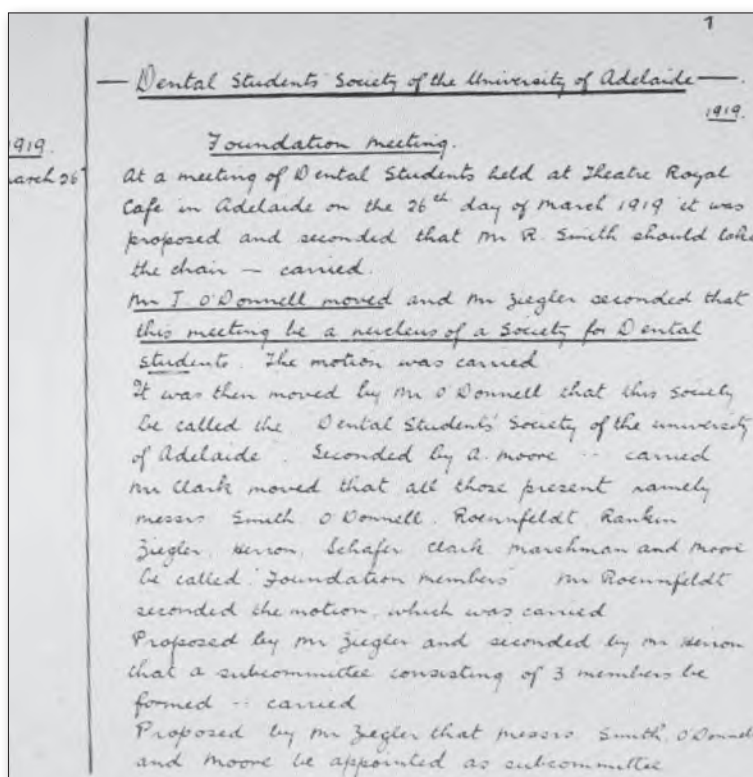 1
— Dental Students' Society of the University of Adelaide —.
1919.
Foundation meeting.
1919.
March 26
At a meeting of Dental Students held at Theatre Royal
Cafe in Adelaide on the 26th day of March 1919 it was
proposed and seconded that Mr R. Smith should take
the chair — carried.
Mr T. O'Donnell moved and Mr Ziegler seconded that
this meeting be a nucleus of a Society for Dental
students. The motion was carried
It was then moved by Mr O'Donnell that this Society
be called the Dental Students' Society of the University
of Adelaide. Seconded by A. Moore -- carried
Mr Clark moved that all those present namely
messrs Smith O'Donnell, Roennfeldt, Rankin
Ziegler, Herron, Schafer, Clark Marshman and Moore
be called "Foundation members" Mr Roennfeldt
seconded the motion, which was carried
Proposed by Mr Ziegler and seconded by Mr Herron
that a subcommittee consisting of 3 members be
formed -- carried
Proposed by Mr Ziegler that messrs Smith, O'Donnell
and Moore be appointed as subcommittee